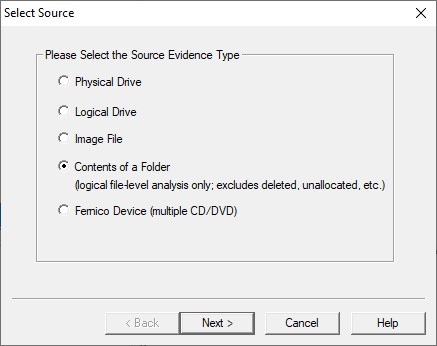 Select Source
Please Select the Source Evidence Type
Physical Drive
Logical Drive
Image File
Contents of a Folder
(logical file-level analysis only; excludes deleted, unallocated, etc.)
Fernico Device (multiple CD/DVD)
< Back Next > Cancel Help